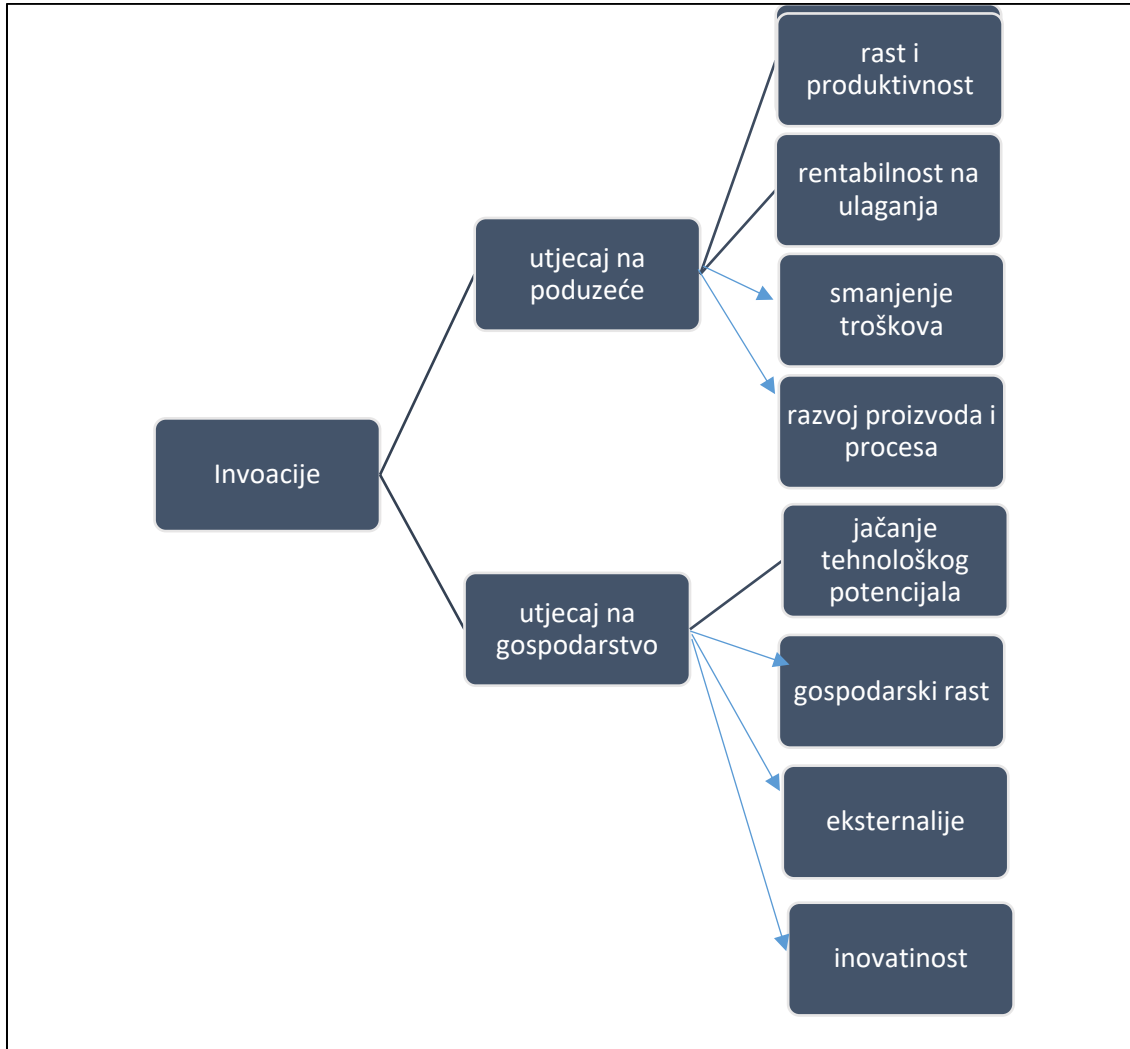 rast i
produktivnost
rentabilnost na
ulaganja
utjecaj na
poduzeće
smanjenje
troškova
razvoj proizvoda i
procesa
Invoacije
jačanje
tehnološkog
potencijala
utjecaj na
gospodarstvo
gospodarski rast
eksternalije
inovatinost